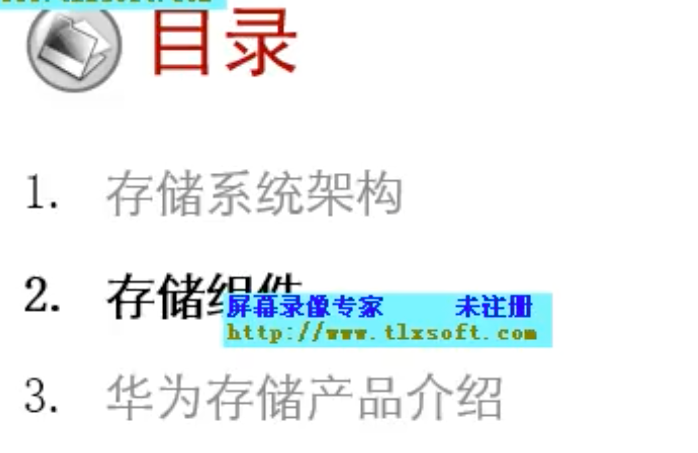 目录
1. 存储系统架构
2. 存储组件
屏幕录像专家 未注册
http://www.tlxsoft.com
3. 华为存储产品介绍